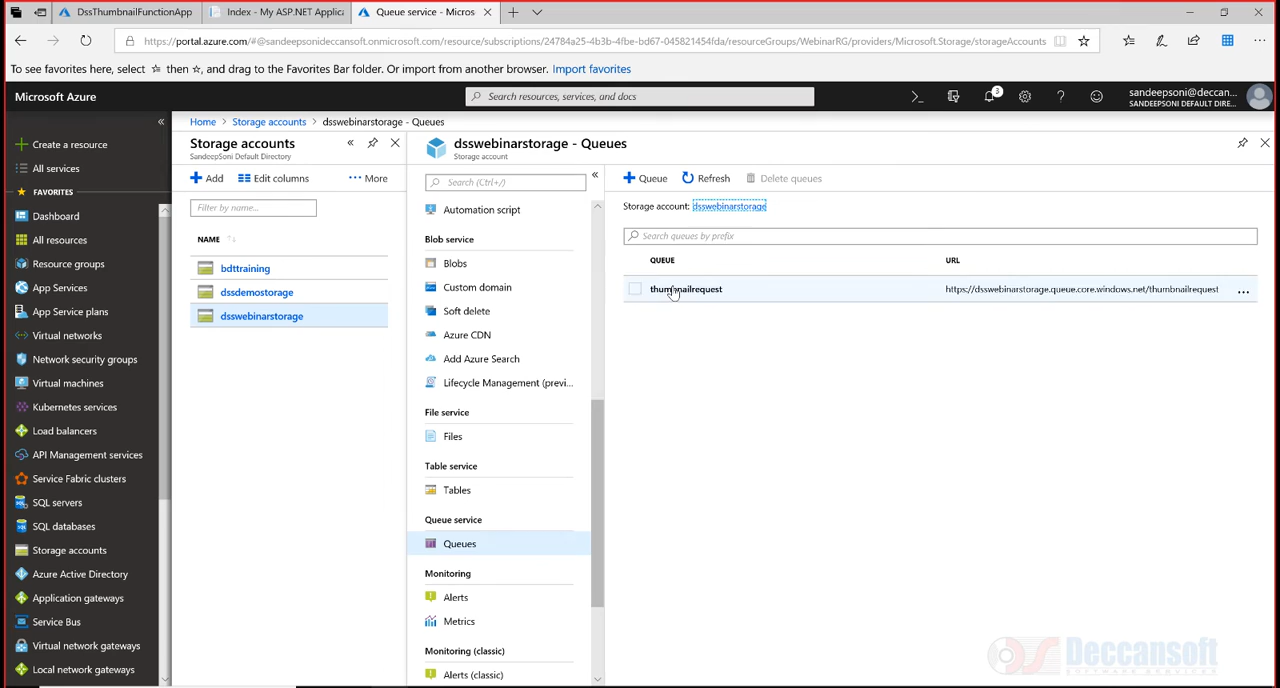 DssThumbnailFunctionApp
Index - My ASP.NET Applica
Queue service - Micros
https://portal.azure.com/#@sandeepsonideccansoft.onmicrosoft.com/resource/subscriptions/24784a25-4b3b-4fbe-bd67-045821454fda/resourceGroups/WebinarRG/providers/Microsoft.Storage/storageAccounts
To see favorites here, select ☆ then ☆, and drag to the Favorites Bar folder. Or import from another browser. Import favorites
Microsoft Azure
Search resources, services, and docs
3
sandeepsoni@deccan...
SANDEEPSONI DEFAULT DIRE...
Create a resource
All services
FAVORITES
Dashboard
All resources
Resource groups
App Services
App Service plans
Virtual networks
Network security groups
Virtual machines
Kubernetes services
Load balancers
API Management services
Service Fabric clusters
SQL servers
SQL databases
Storage accounts
Azure Active Directory
Application gateways
Service Bus
Virtual network gateways
Local network gateways
Home > Storage accounts > dsswebinarstorage - Queues
Storage accounts
SandeepSoni Default Directory
Add
Edit columns
··· More
Filter by name...
NAME
bdttraining
dssdemostorage
dsswebinarstorage
dsswebinarstorage - Queues
Storage account
Search (Ctrl+/)
Automation script
Blob service
Blobs
Custom domain
Soft delete
Azure CDN
Add Azure Search
Lifecycle Management (previ...
File service
Files
Table service
Tables
Queue service
Queues
Monitoring
Alerts
Metrics
Monitoring (classic)
Alerts (classic)
Queue
Refresh
Delete queues
Storage account: dsswebinarstorage
Search queues by prefix
QUEUE
URL
thumbnailrequest
https://dsswebinarstorage.queue.core.windows.net/thumbnailrequest
...
Deccansoft
SOFTWARE SERVICES